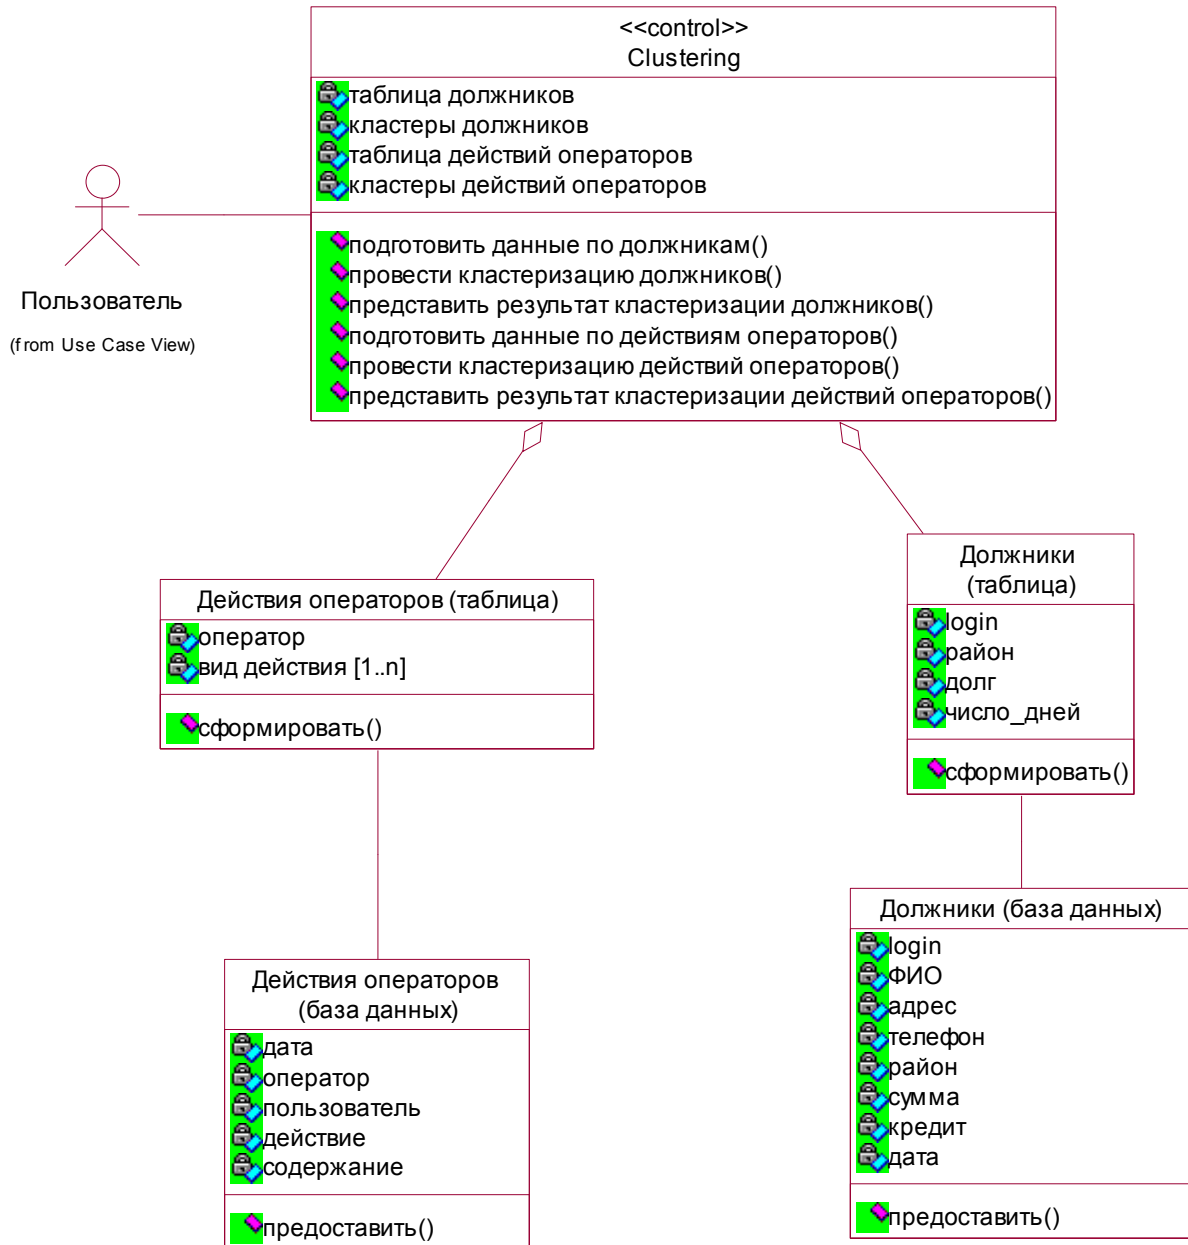 <<control>>
Clustering
таблица должников
кластеры должников
таблица действий операторов
кластеры действий операторов
подготовить данные по должникам()
провести кластеризацию должников()
представить результат кластеризации должников()
подготовить данные по действиям операторов()
провести кластеризацию действий операторов()
представить результат кластеризации действий операторов()
Пользователь
(from Use Case View)
Действия операторов (таблица)
оператор
вид действия [1..n]
сформировать()
Должники
(таблица)
login
район
долг
число_дней
сформировать()
Действия операторов
(база данных)
дата
оператор
пользователь
действие
содержание
предоставить()
Должники (база данных)
login
ФИО
адрес
телефон
район
сумма
кредит
дата
предоставить()